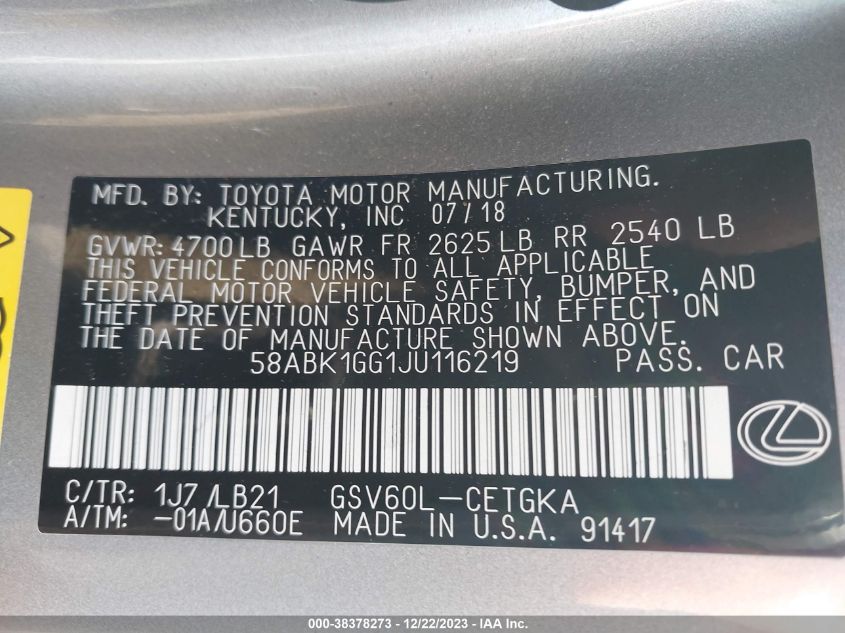 MFD. BY: TOYOTA MOTOR MANUFACTURING.
KENTUCKY, INC 07/18
GVWR: 4700 LB GAWR FR 2625 LB RR 2540 LB
THIS VEHICLE CONFORMS TO ALL APPLICABLE
FEDERAL MOTOR VEHICLE SAFETY, BUMPER, AND
THEFT PREVENTION STANDARDS IN EFFECT ON
THE DATE OF MANUFACTURE SHOWN ABOVE.
58ABK1GG1JU116219 PASS. CAR
C/TR: 1J7 /LB21 GSV60L-CETGKA
A/TM: -01A/U660E MADE IN U.S.A. 91417
000-38378273 - 12/22/2023 - IAA Inc.